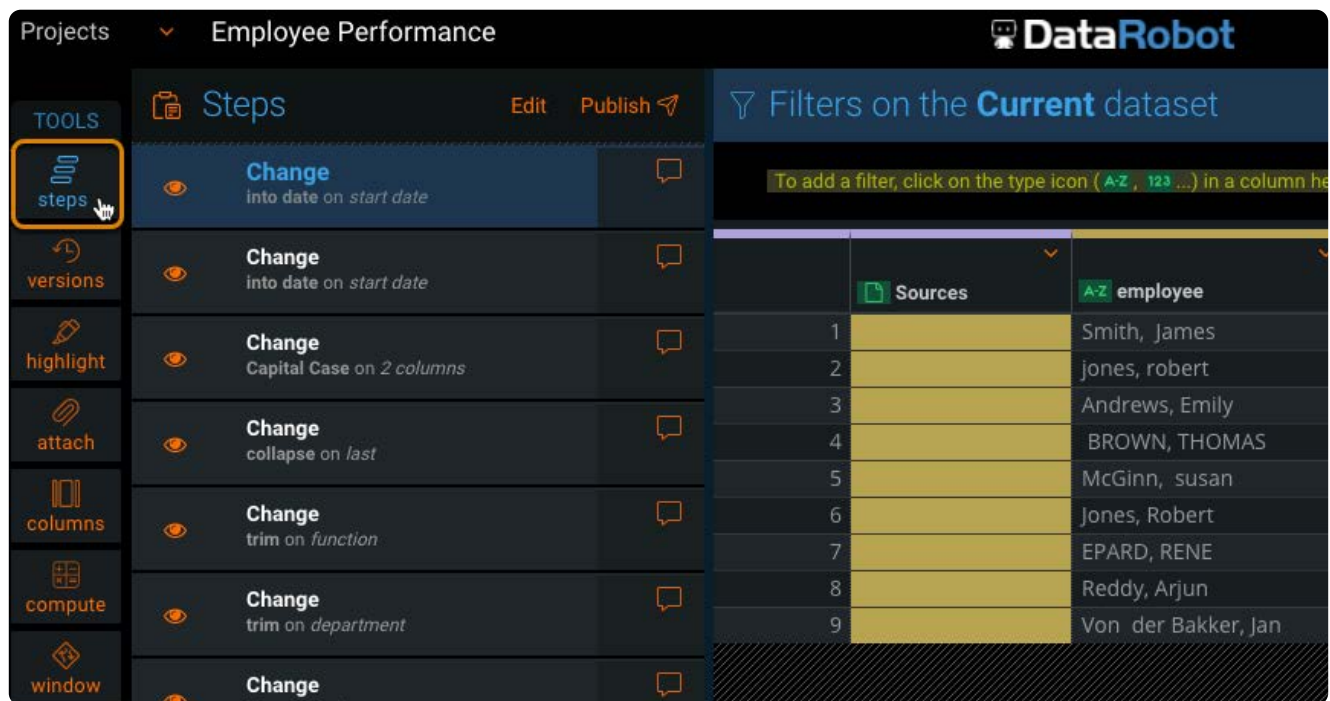 Projects
Employee Performance
DataRobot
TOOLS
steps
versions
highlight
attach
columns
compute
window
Steps
Edit
Publish
Change
into date on start date
Change
into date on start date
Change
Capital Case on 2 columns
Change
collapse on last
Change
trim on function
Change
trim on department
Change
Filters on the Current dataset
To add a filter, click on the type icon ( A-Z , 123 ...) in a column he
Sources
A-Z employee
1 Smith, James
2 jones, robert
3 Andrews, Emily
4 BROWN, THOMAS
5 McGinn, susan
6 Jones, Robert
7 EPARD, RENE
8 Reddy, Arjun
9 Von der Bakker, Jan